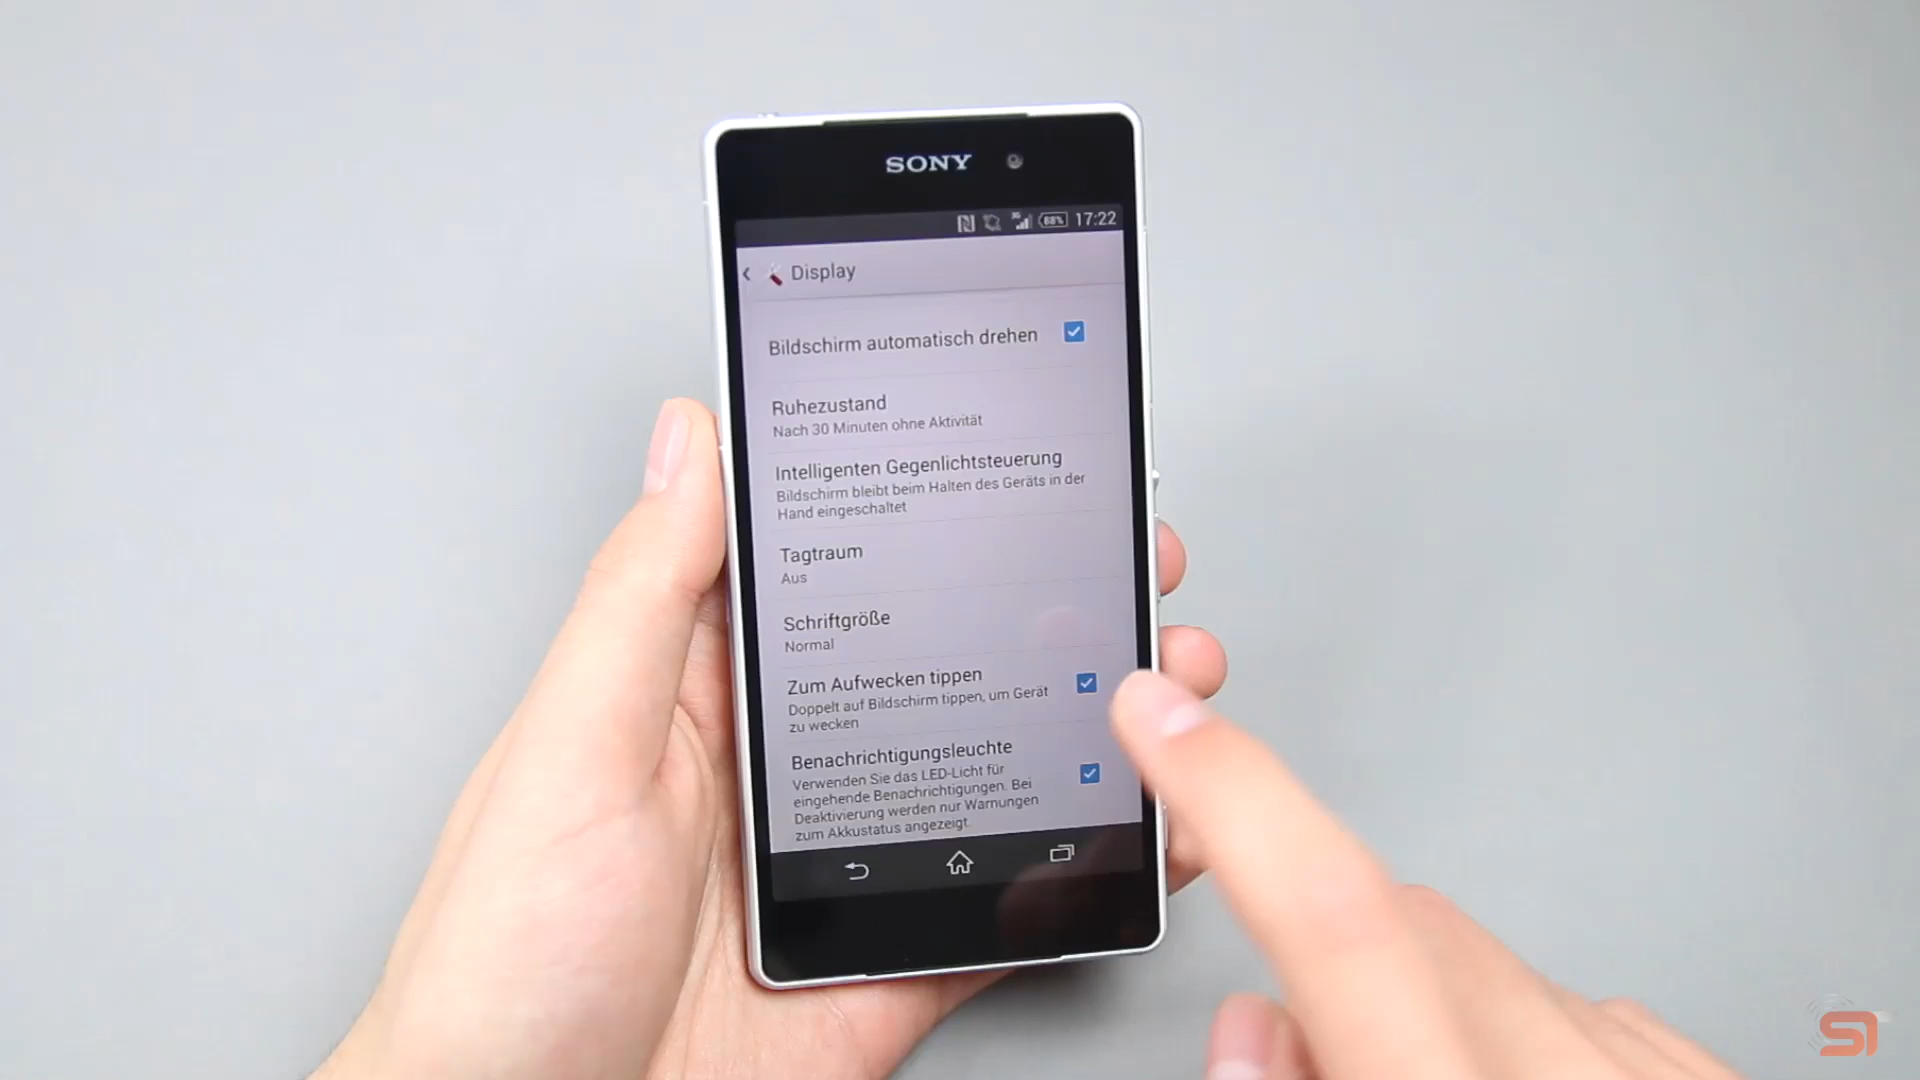 SONY
3G 88% 17:22
Display
Bildschirm automatisch drehen
Ruhezustand
Nach 30 Minuten ohne Aktivität
Intelligenten Gegenlichtsteuerung
Bildschirm bleibt beim Halten des Geräts in der
Hand eingeschaltet
Tagtraum
Aus
Schriftgröße
Normal
Zum Aufwecken tippen
Doppelt auf Bildschirm tippen, um Gerät
zu wecken
Benachrichtigungsleuchte
Verwenden Sie das LED-Licht für
eingehende Benachrichtigungen. Bei
Deaktivierung werden nur Warnungen
zum Akkustatus angezeigt.